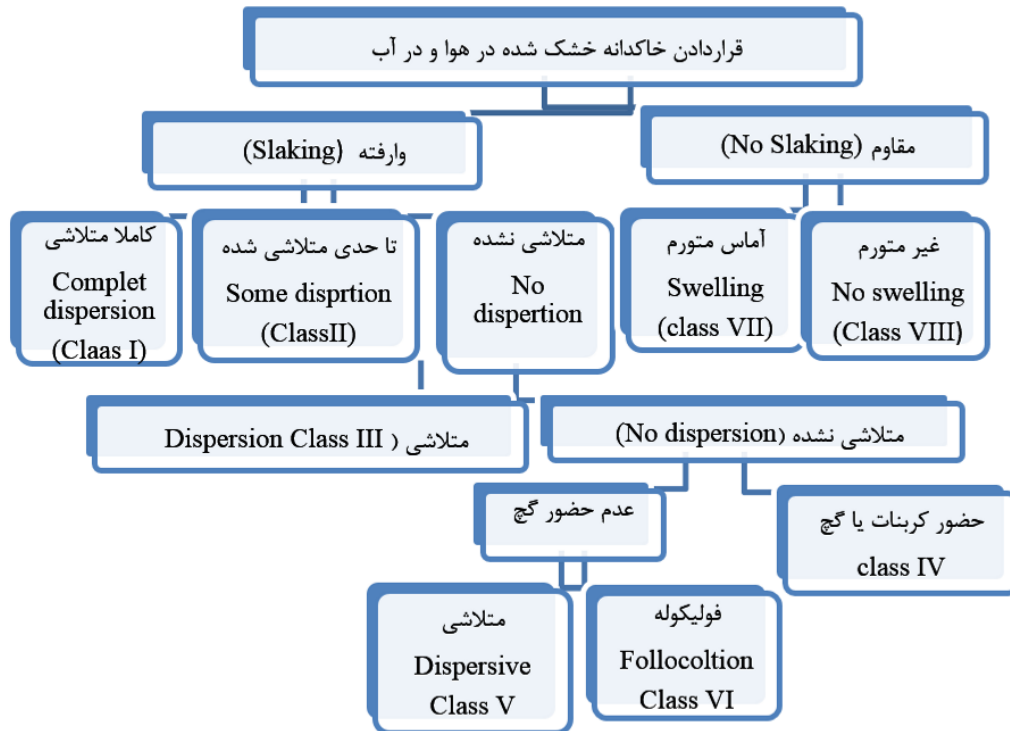 قراردادن خاکدانه خشک شده در هوا و در آب
وارفته (Slaking)
مقاوم (No Slaking)
کاملا متلاشی
Complet
dispersion
(Claas I)
تا حدی متلاشی شده
Some disprtion
(ClassII)
متلاشی نشده
No
dispertion
آماس متورم
Swelling
(class VII)
غیر متورم
No swelling
(Class VIII)
متلاشی ( Dispersion Class III
متلاشی نشده (No dispersion)
عدم حضور گچ
حضور کربنات یا گچ
class IV
متلاشی
Dispersive
Class V
فولیکوله
Follocoltion
Class VI